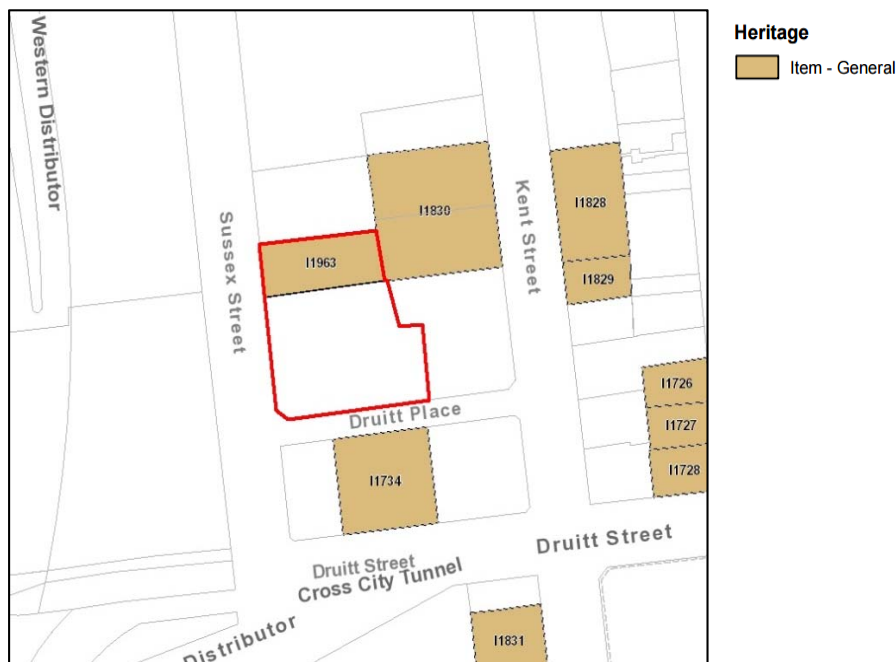 Heritage
Item - General
Western Distributor
Sussex Street
Kent Street
I1830
I1828
I1963
I1829
I1726
Druitt Place
I1727
I1734
I1728
Druitt Street
Druitt Street
Cross City Tunnel
Distributor
I1831